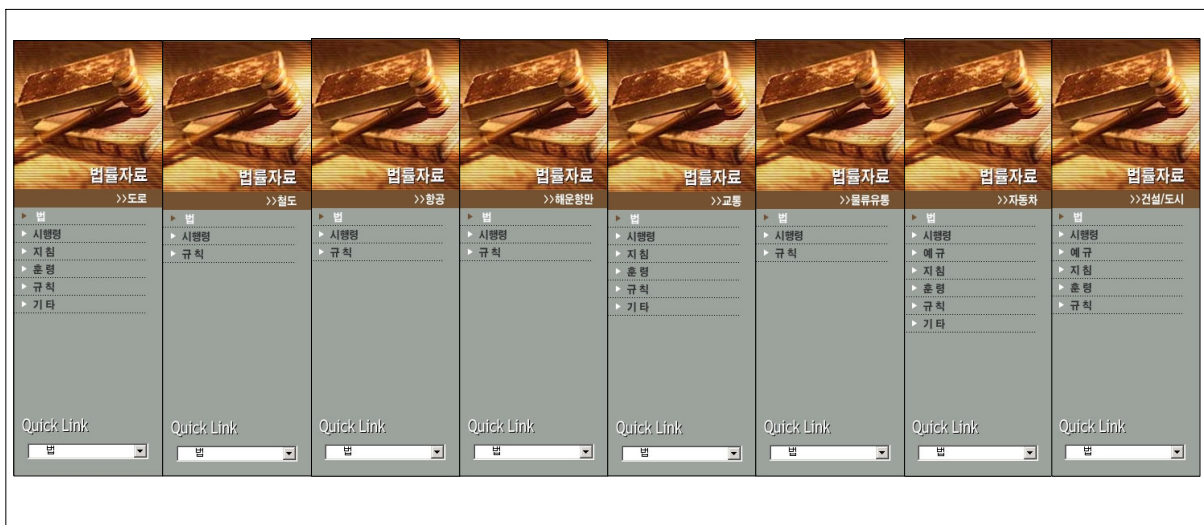 법률자료
>>도로
법
시행령
지 침
훈 령
규 칙
기 타
Quick Link
법
법률자료
>>철도
법
시행령
규 칙
Quick Link
법
법률자료
>>항공
법
시행령
규 칙
Quick Link
법
법률자료
>>해운항만
법
시행령
규 칙
Quick Link
법
법률자료
>>교통
법
시행령
지 침
훈 령
규 칙
기 타
Quick Link
법
법률자료
>>물류유통
법
시행령
규 칙
Quick Link
법
법률자료
>>자동차
법
시행령
예 규
지 침
훈 령
규 칙
기 타
Quick Link
법
법률자료
>>건설/도시
법
시행령
예 규
지 침
훈 령
규 칙
Quick Link
법